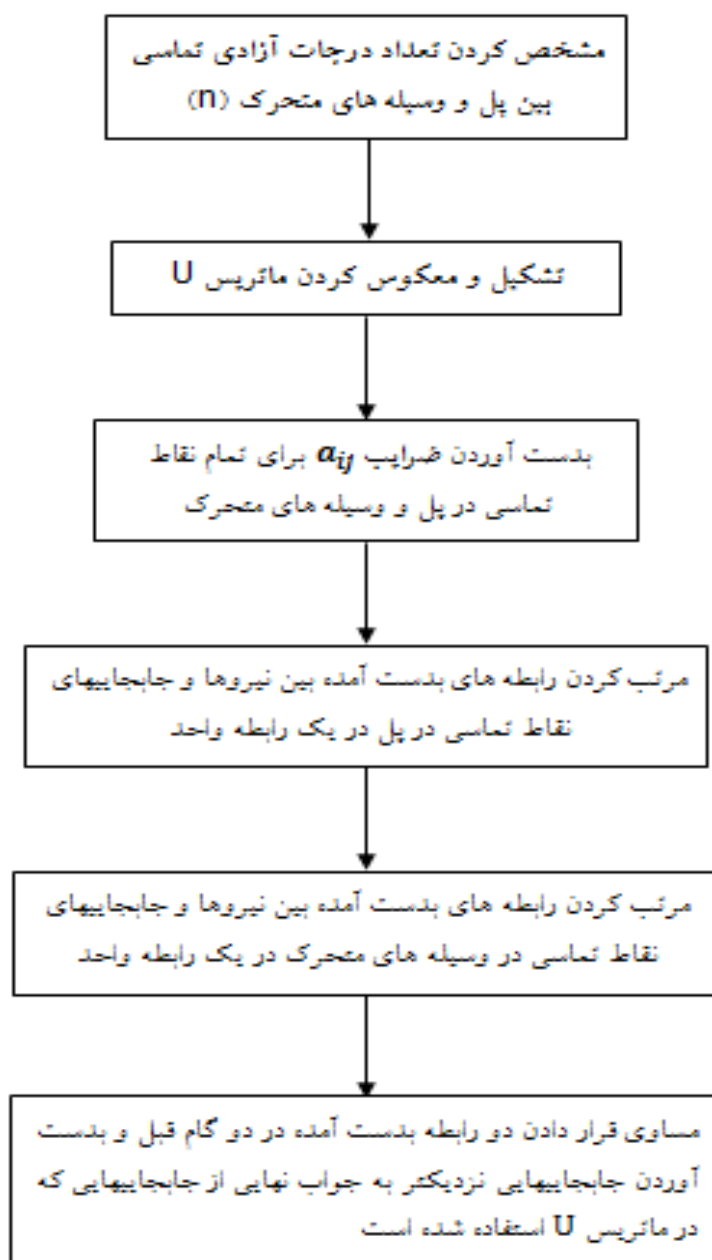 مشخص کردن تعداد درجات آزادی تماسی
بین پل و وسیله های متحرک (n)
تشکیل و معکوس کردن ماتریس U
بدست آوردن ضرایب a_ij برای تمام نقاط
تماسی در پل و وسیله های متحرک
مرتب کردن رابطه های بدست آمده بین نیروها و جابجاییهای
نقاط تماسی در پل در یک رابطه واحد
مرتب کردن رابطه های بدست آمده بین نیروها و جابجاییهای
نقاط تماسی در وسیله های متحرک در یک رابطه واحد
مساوی قرار دادن دو رابطه بدست آمده در دو گام قبل و بدست
آوردن جابجاییهایی نزدیکتر به جواب نهایی از جابجاییهایی که
در ماتریس U استفاده شده است